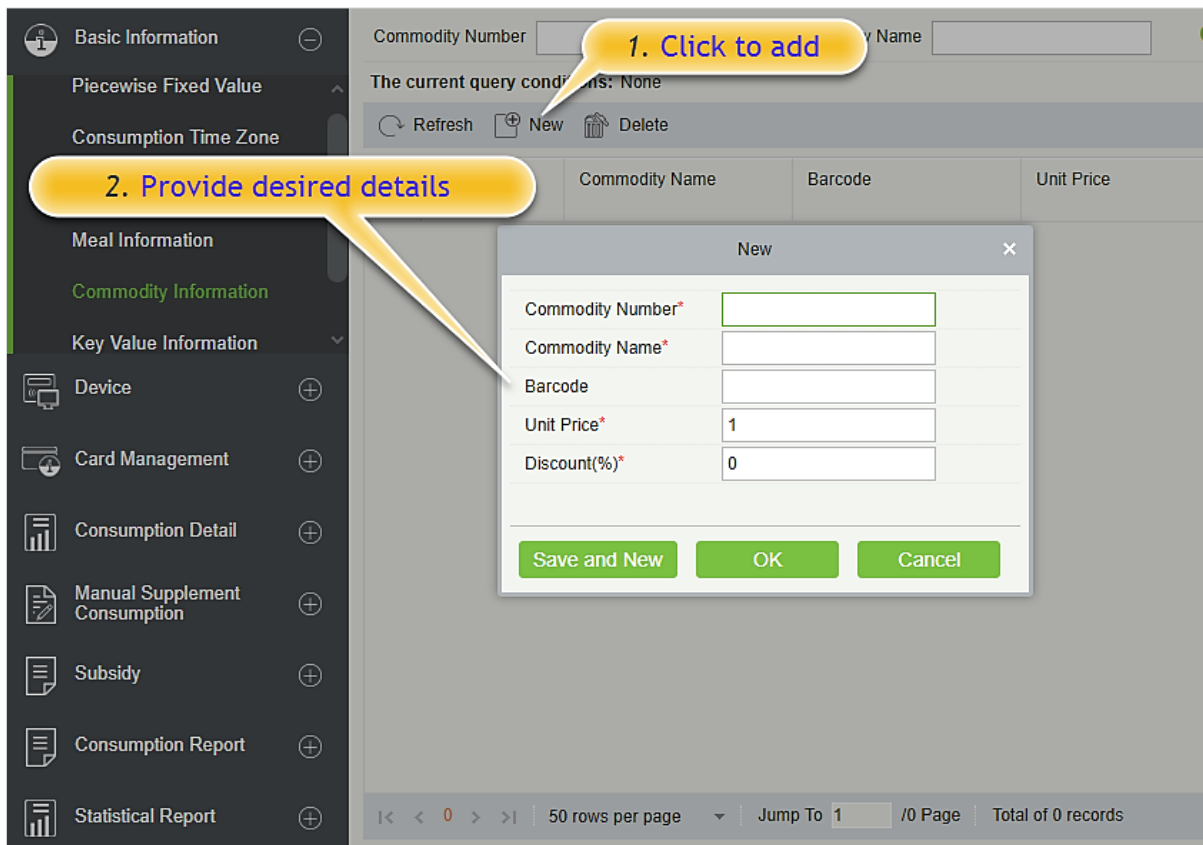 Basic Information
Piecewise Fixed Value
Consumption Time Zone
Meal Information
Commodity Information
Key Value Information
Device
Card Management
Consumption Detail
Manual Supplement
Consumption
Subsidy
Consumption Report
Statistical Report
Commodity Number Name
1. Click to add
The current query conditions: None
Refresh New Delete
2. Provide desired details
Commodity Name Barcode Unit Price
New
Commodity Number*
Commodity Name*
Barcode
Unit Price* 1
Discount(%)* 0
Save and New OK Cancel
0 50 rows per page Jump To 1 /0 Page Total of 0 records